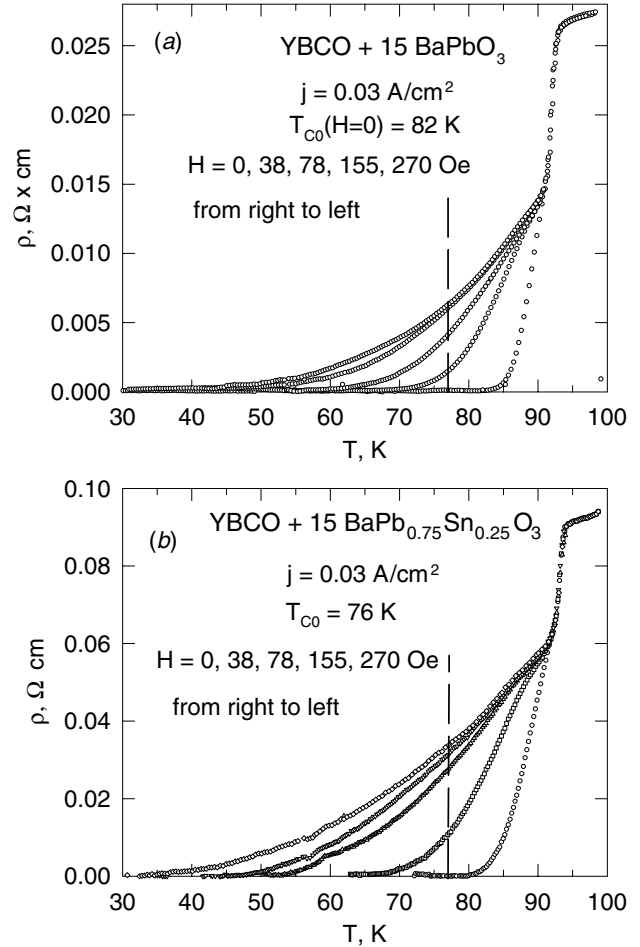 (a)
YBCO + 15 BaPbO₃
j = 0.03 A/cm²
T_C0(H=0) = 82 K
H = 0, 38, 78, 155, 270 Oe
from right to left
ρ, Ω x cm
0.025
0.020
0.015
0.010
0.005
0.000
30 40 50 60 70 80 90 100
T, K
(b)
YBCO + 15 BaPb₀.₇₅Sn₀.₂₅O₃
j = 0.03 A/cm²
T_C0 = 76 K
H = 0, 38, 78, 155, 270 Oe
from right to left
ρ, Ω cm
0.10
0.08
0.06
0.04
0.02
0.00
30 40 50 60 70 80 90 100
T, K